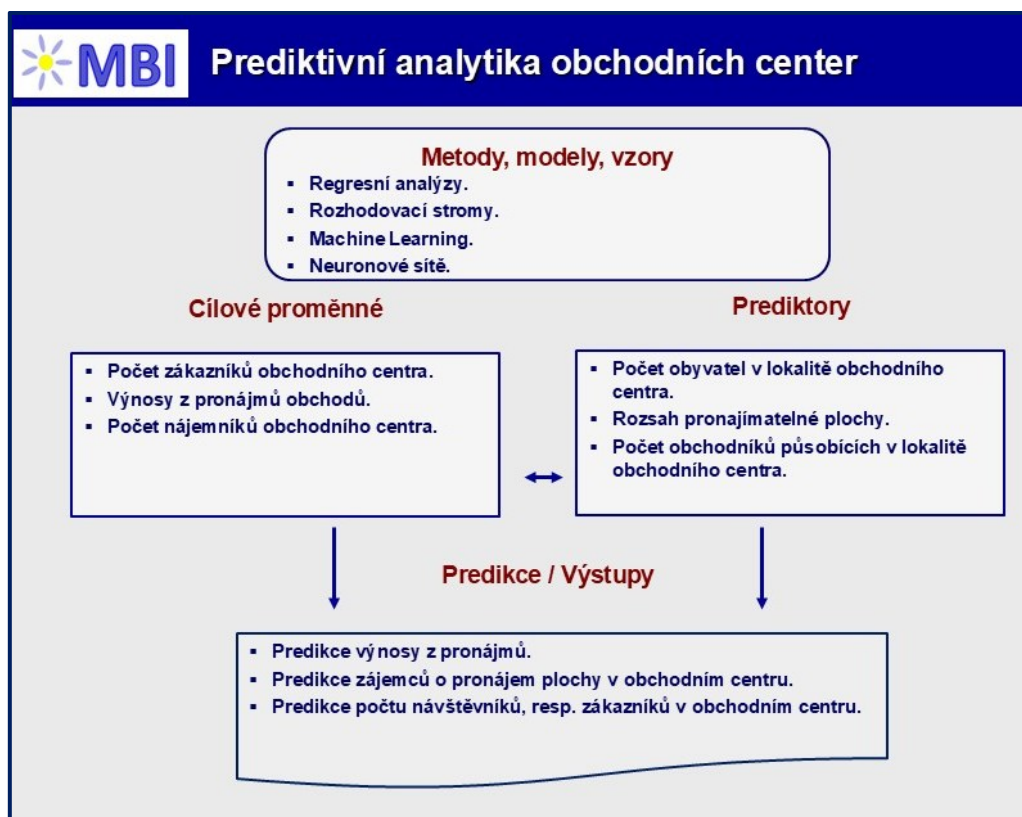 MBI
Prediktivní analytika obchodních center
Metody, modely, vzory
▪ Regresní analýzy.
▪ Rozhodovací stromy.
▪ Machine Learning.
▪ Neuronové sítě.
Cílové proměnné
Prediktory
▪ Počet zákazníků obchodního centra.
▪ Výnosy z pronájmů obchodů.
▪ Počet nájemníků obchodního centra.
▪ Počet obyvatel v lokalitě obchodního
centra.
▪ Rozsah pronajímatelné plochy.
▪ Počet obchodníků působících v lokalitě
obchodního centra.
Predikce / Výstupy
▪ Predikce výnosy z pronájmů.
▪ Predikce zájemců o pronájem plochy v obchodním centru.
▪ Predikce počtu návštěvníků, resp. zákazníků v obchodním centru.